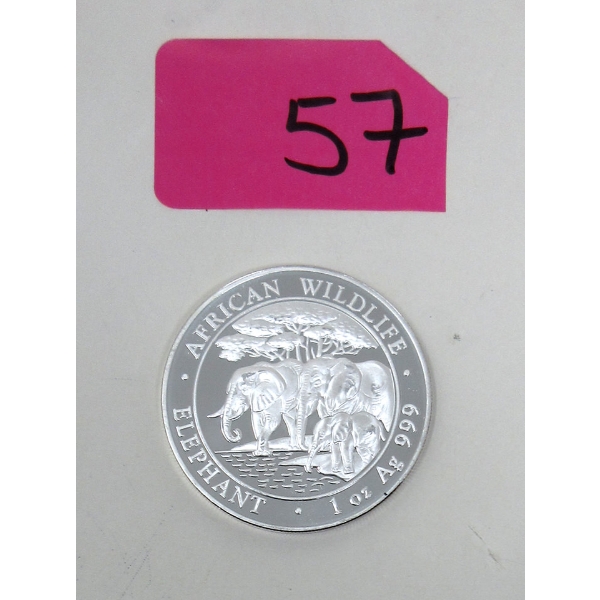 57
AFRICAN WILDLIFE
ELEPHANT
1 oz Ag 999